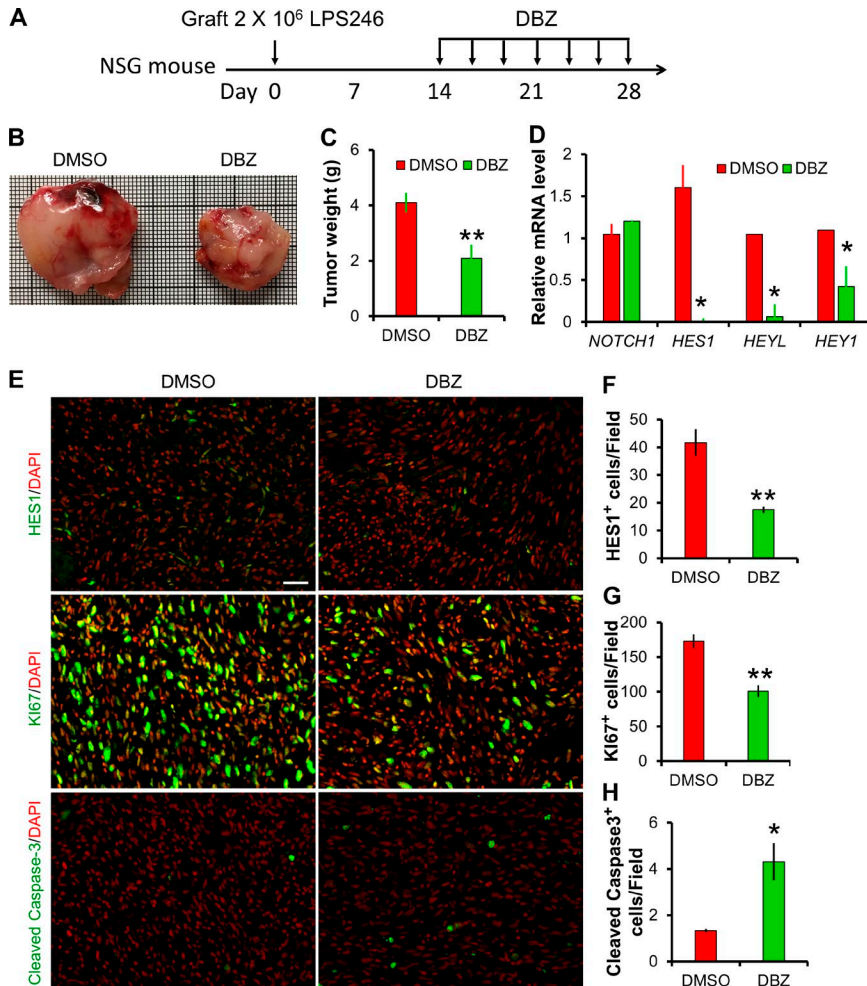 A
Graft 2 X 10⁶ LPS246
DBZ
NSG mouse
Day 0 7 14 21 28
B
DMSO DBZ
C
DMSO DBZ
Tumor weight (g)
6
4
2
0
**
DMSO DBZ
D
DMSO DBZ
Relative mRNA level
2
1.5
1
0.5
0
* * *
NOTCH1 HES1 HEYL HEY1
E
DMSO DBZ
HES1/DAPI
KI67/DAPI
Cleaved Caspase-3/DAPI
F
HES1⁺ cells/Field
50
40
30
20
10
0
**
DMSO DBZ
G
KI67⁺ cells/Field
200
150
100
50
0
**
DMSO DBZ
H
Cleaved Caspase3⁺
cells/Field
6
4
2
0
*
DMSO DBZ